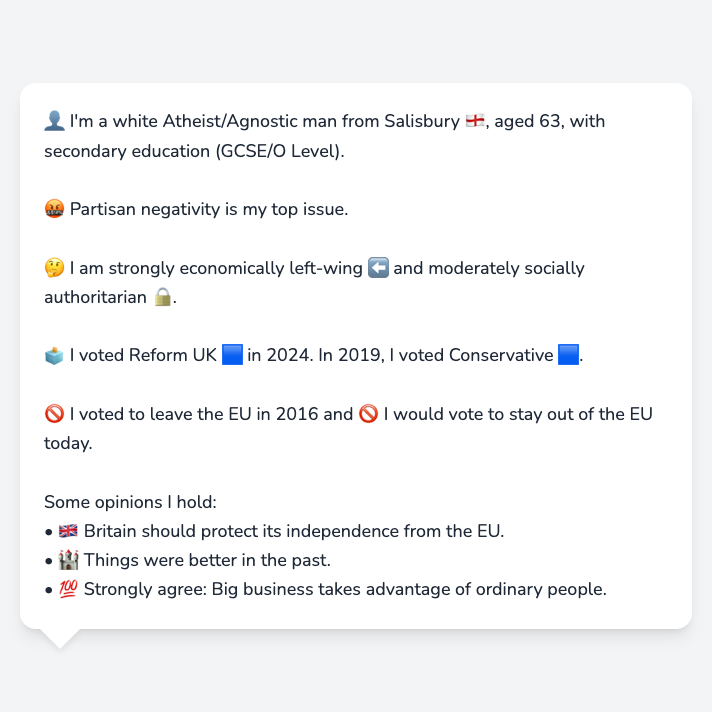 👤 I'm a white Atheist/Agnostic man from Salisbury 🏴󠁧󠁢󠁥󠁮󠁧󠁿, aged 63, with
secondary education (GCSE/O Level).
🤬 Partisan negativity is my top issue.
🤔 I am strongly economically left-wing ⬅️ and moderately socially
authoritarian 🔒.
🗳️ I voted Reform UK 🟦 in 2024. In 2019, I voted Conservative 🟦.
🚫 I voted to leave the EU in 2016 and 🚫 I would vote to stay out of the EU
today.
Some opinions I hold:
• 🇬🇧 Britain should protect its independence from the EU.
• 🏰 Things were better in the past.
• 💯 Strongly agree: Big business takes advantage of ordinary people.